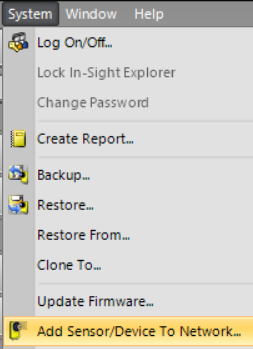 System Window Help
Log On/Off...
Lock In-Sight Explorer
Change Password
Create Report...
Backup...
Restore...
Restore From...
Clone To...
Update Firmware...
Add Sensor/Device To Network...